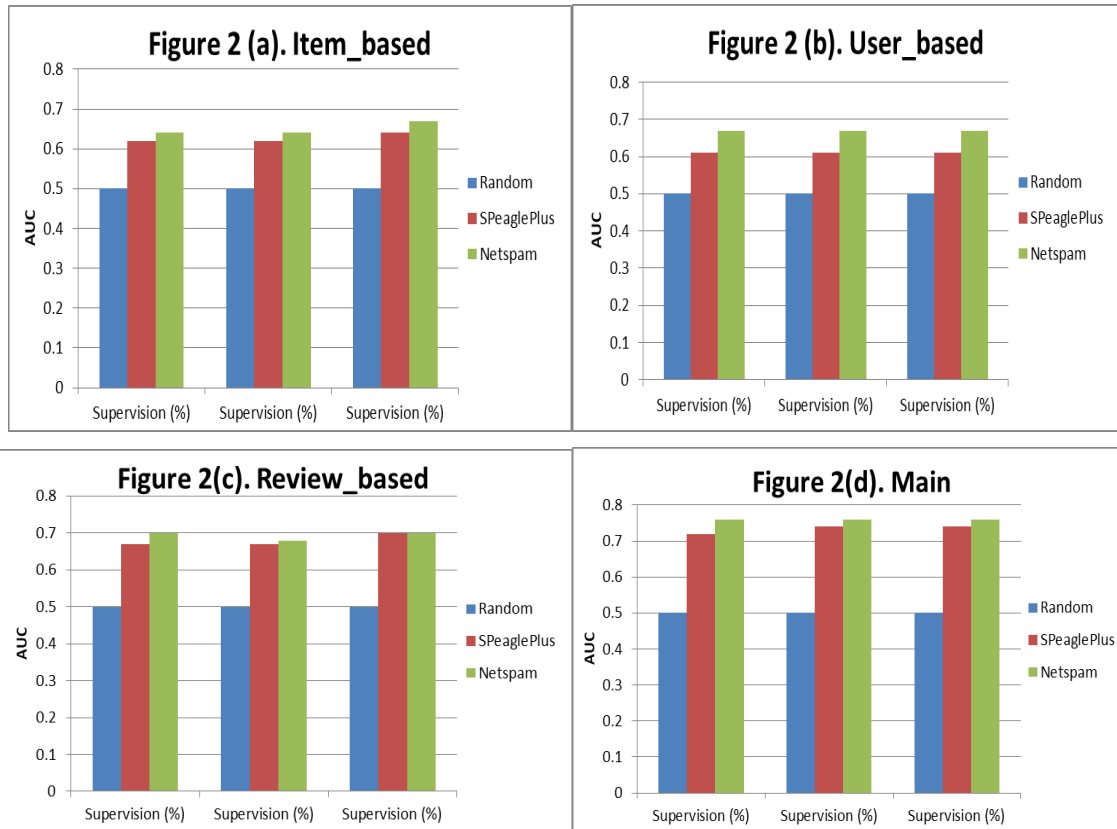 Figure 2 (a). Item_based
0.8
0.7
0.6
0.5
0.4
0.3
0.2
0.1
0
AUC
Supervision (%) Supervision (%) Supervision (%)
Random
SPeaglePlus
Netspam
Figure 2 (b). User_based
0.8
0.7
0.6
0.5
0.4
0.3
0.2
0.1
0
AUC
Supervision (%) Supervision (%) Supervision (%)
Random
SPeaglePlus
Netspam
Figure 2(c). Review_based
0.8
0.7
0.6
0.5
0.4
0.3
0.2
0.1
0
AUC
Supervision (%) Supervision (%) Supervision (%)
Random
SPeaglePlus
Netspam
Figure 2(d). Main
0.8
0.7
0.6
0.5
0.4
0.3
0.2
0.1
0
AUC
Supervision (%) Supervision (%) Supervision (%)
Random
SPeaglePlus
Netspam